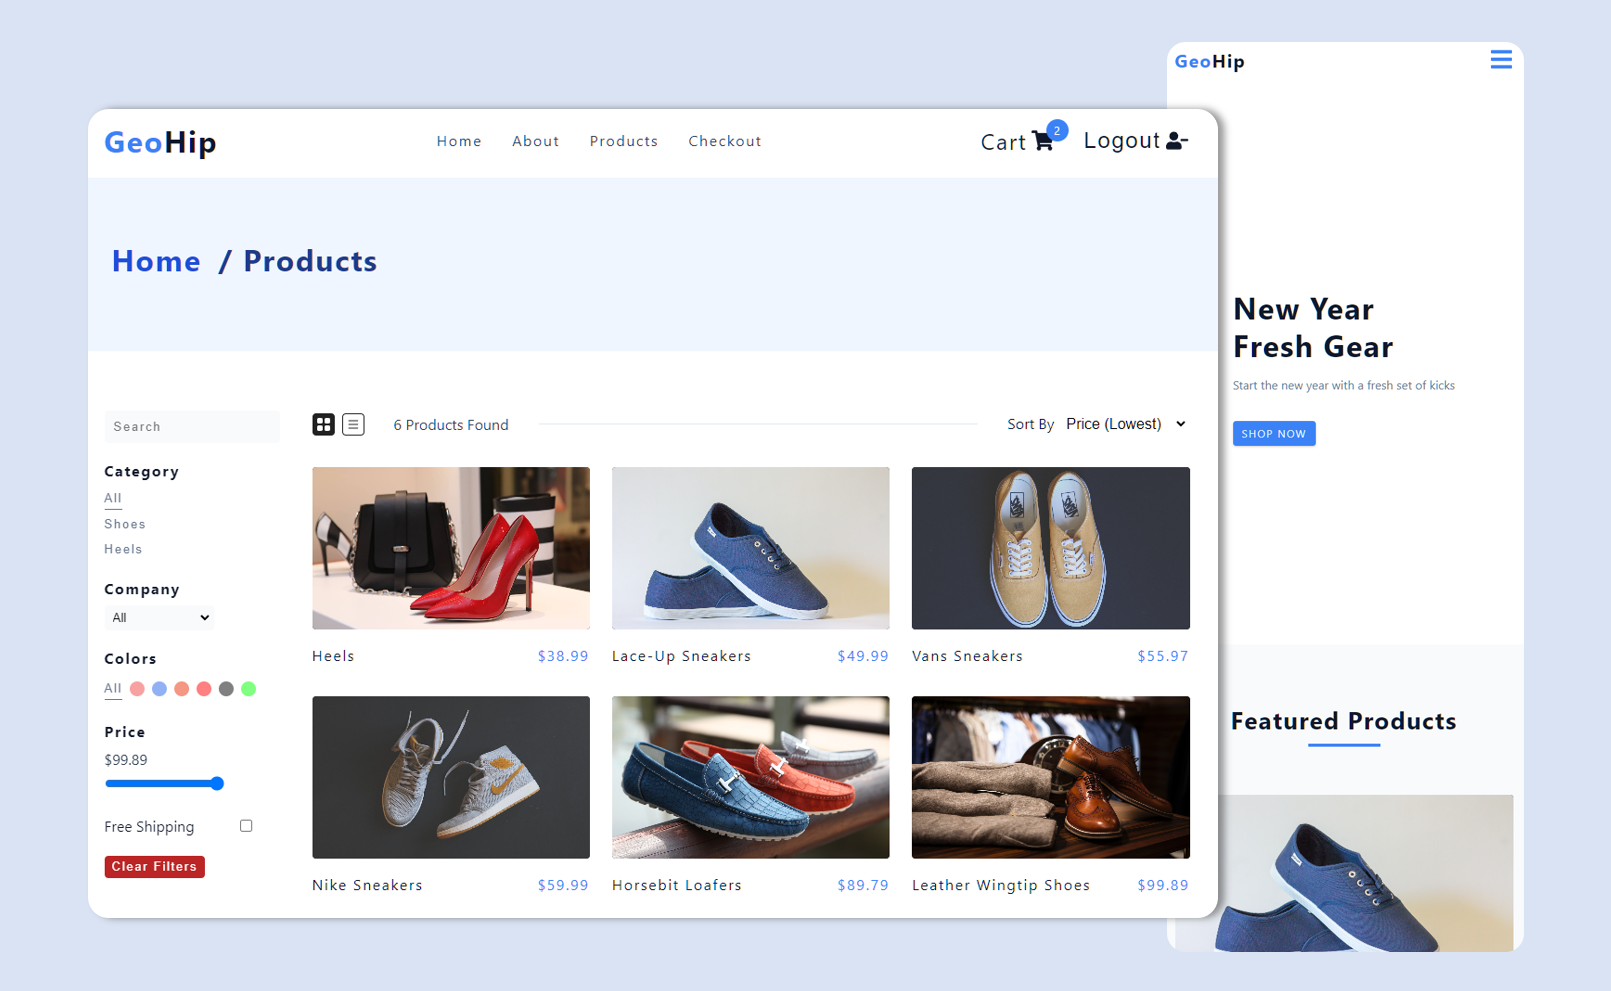 GeoHip
Home About Products Checkout
Cart 2 Logout
Home / Products
Search
Category
All
Shoes
Heels
Company
All
Colors
All
Price
$99.89
Free Shipping
Clear Filters
6 Products Found
Sort By Price (Lowest)
Heels $38.99
Lace-Up Sneakers $49.99
Vans Sneakers $55.97
Nike Sneakers $59.99
Horsebit Loafers $89.79
Leather Wingtip Shoes $99.89
GeoHip
New Year
Fresh Gear
Start the new year with a fresh set of kicks
SHOP NOW
Featured Products